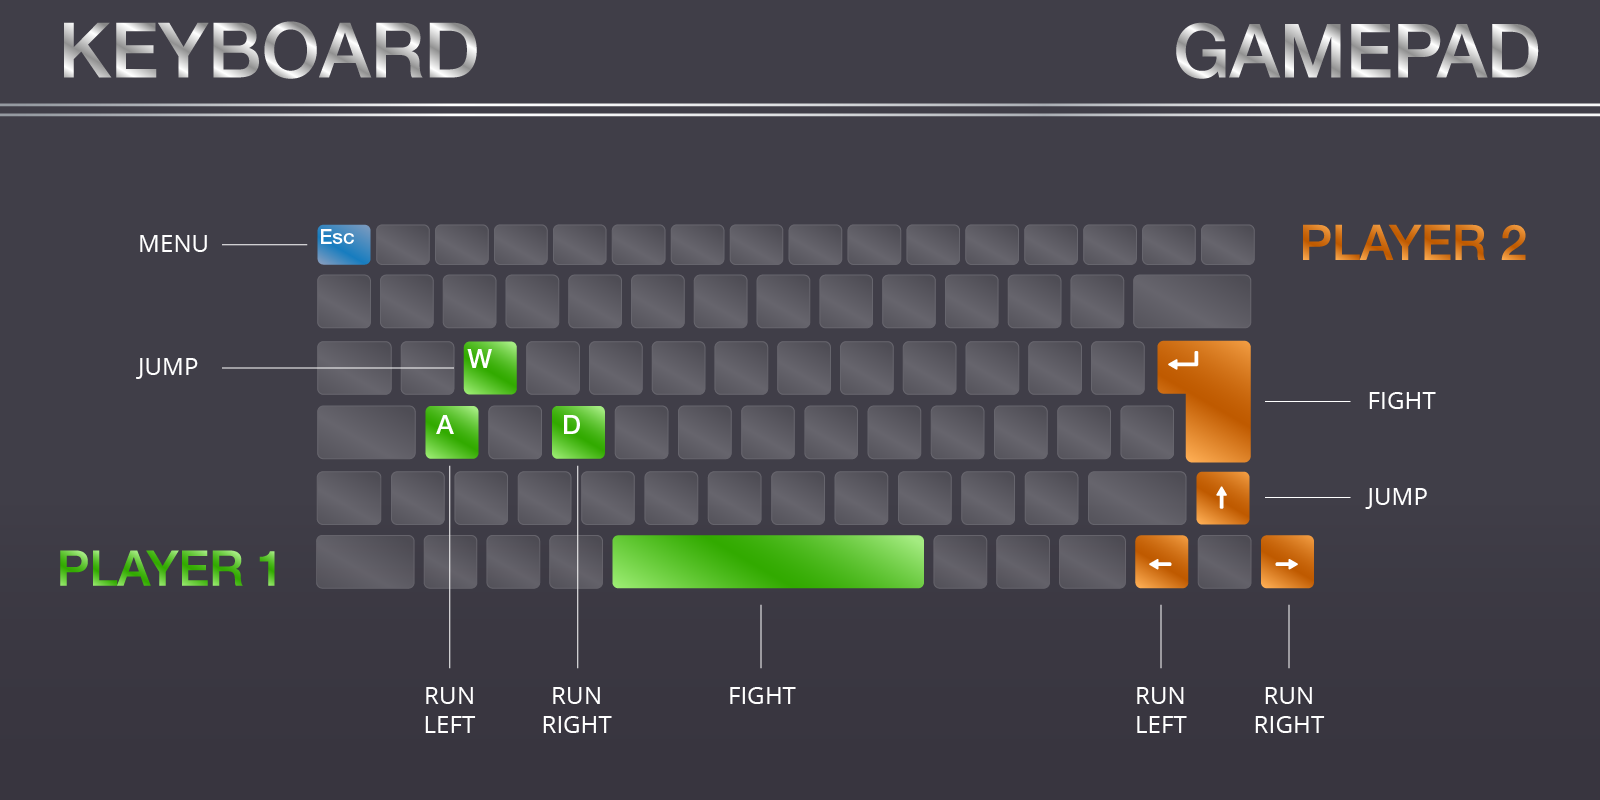 KEYBOARD
GAMEPAD
MENU
Esc
PLAYER 2
JUMP
W
A
D
FIGHT
JUMP
PLAYER 1
RUN
LEFT
RUN
RIGHT
FIGHT
RUN
LEFT
RUN
RIGHT